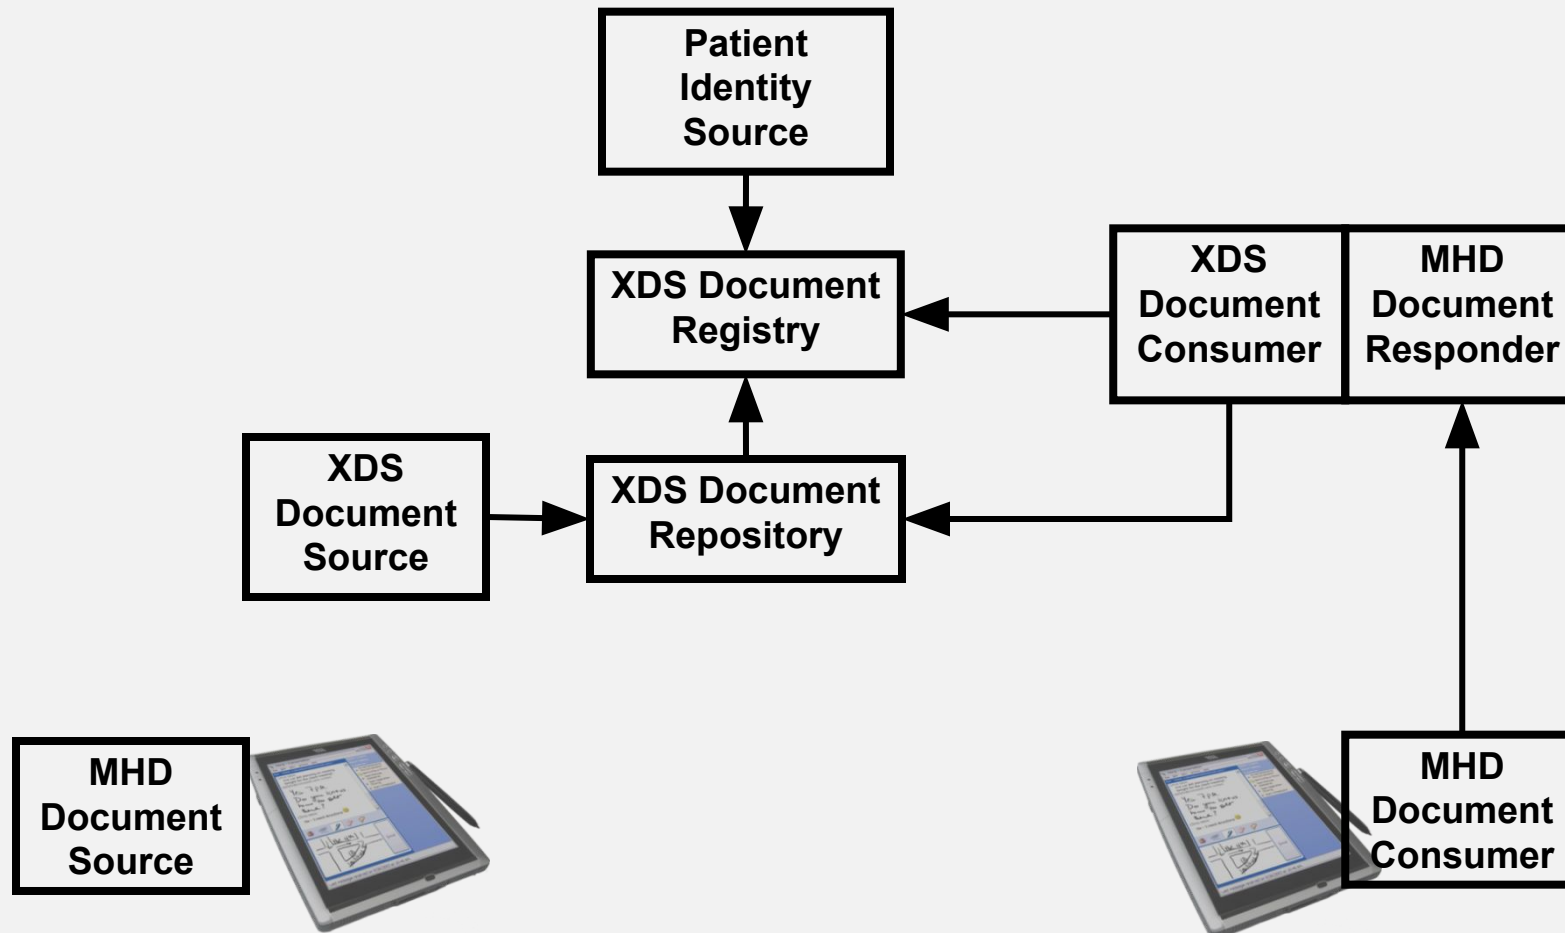 Patient
Identity
Source
XDS Document
Registry
XDS
Document
Consumer
MHD
Document
Responder
XDS
Document
Source
XDS Document
Repository
MHD
Document
Source
MHD
Document
Consumer